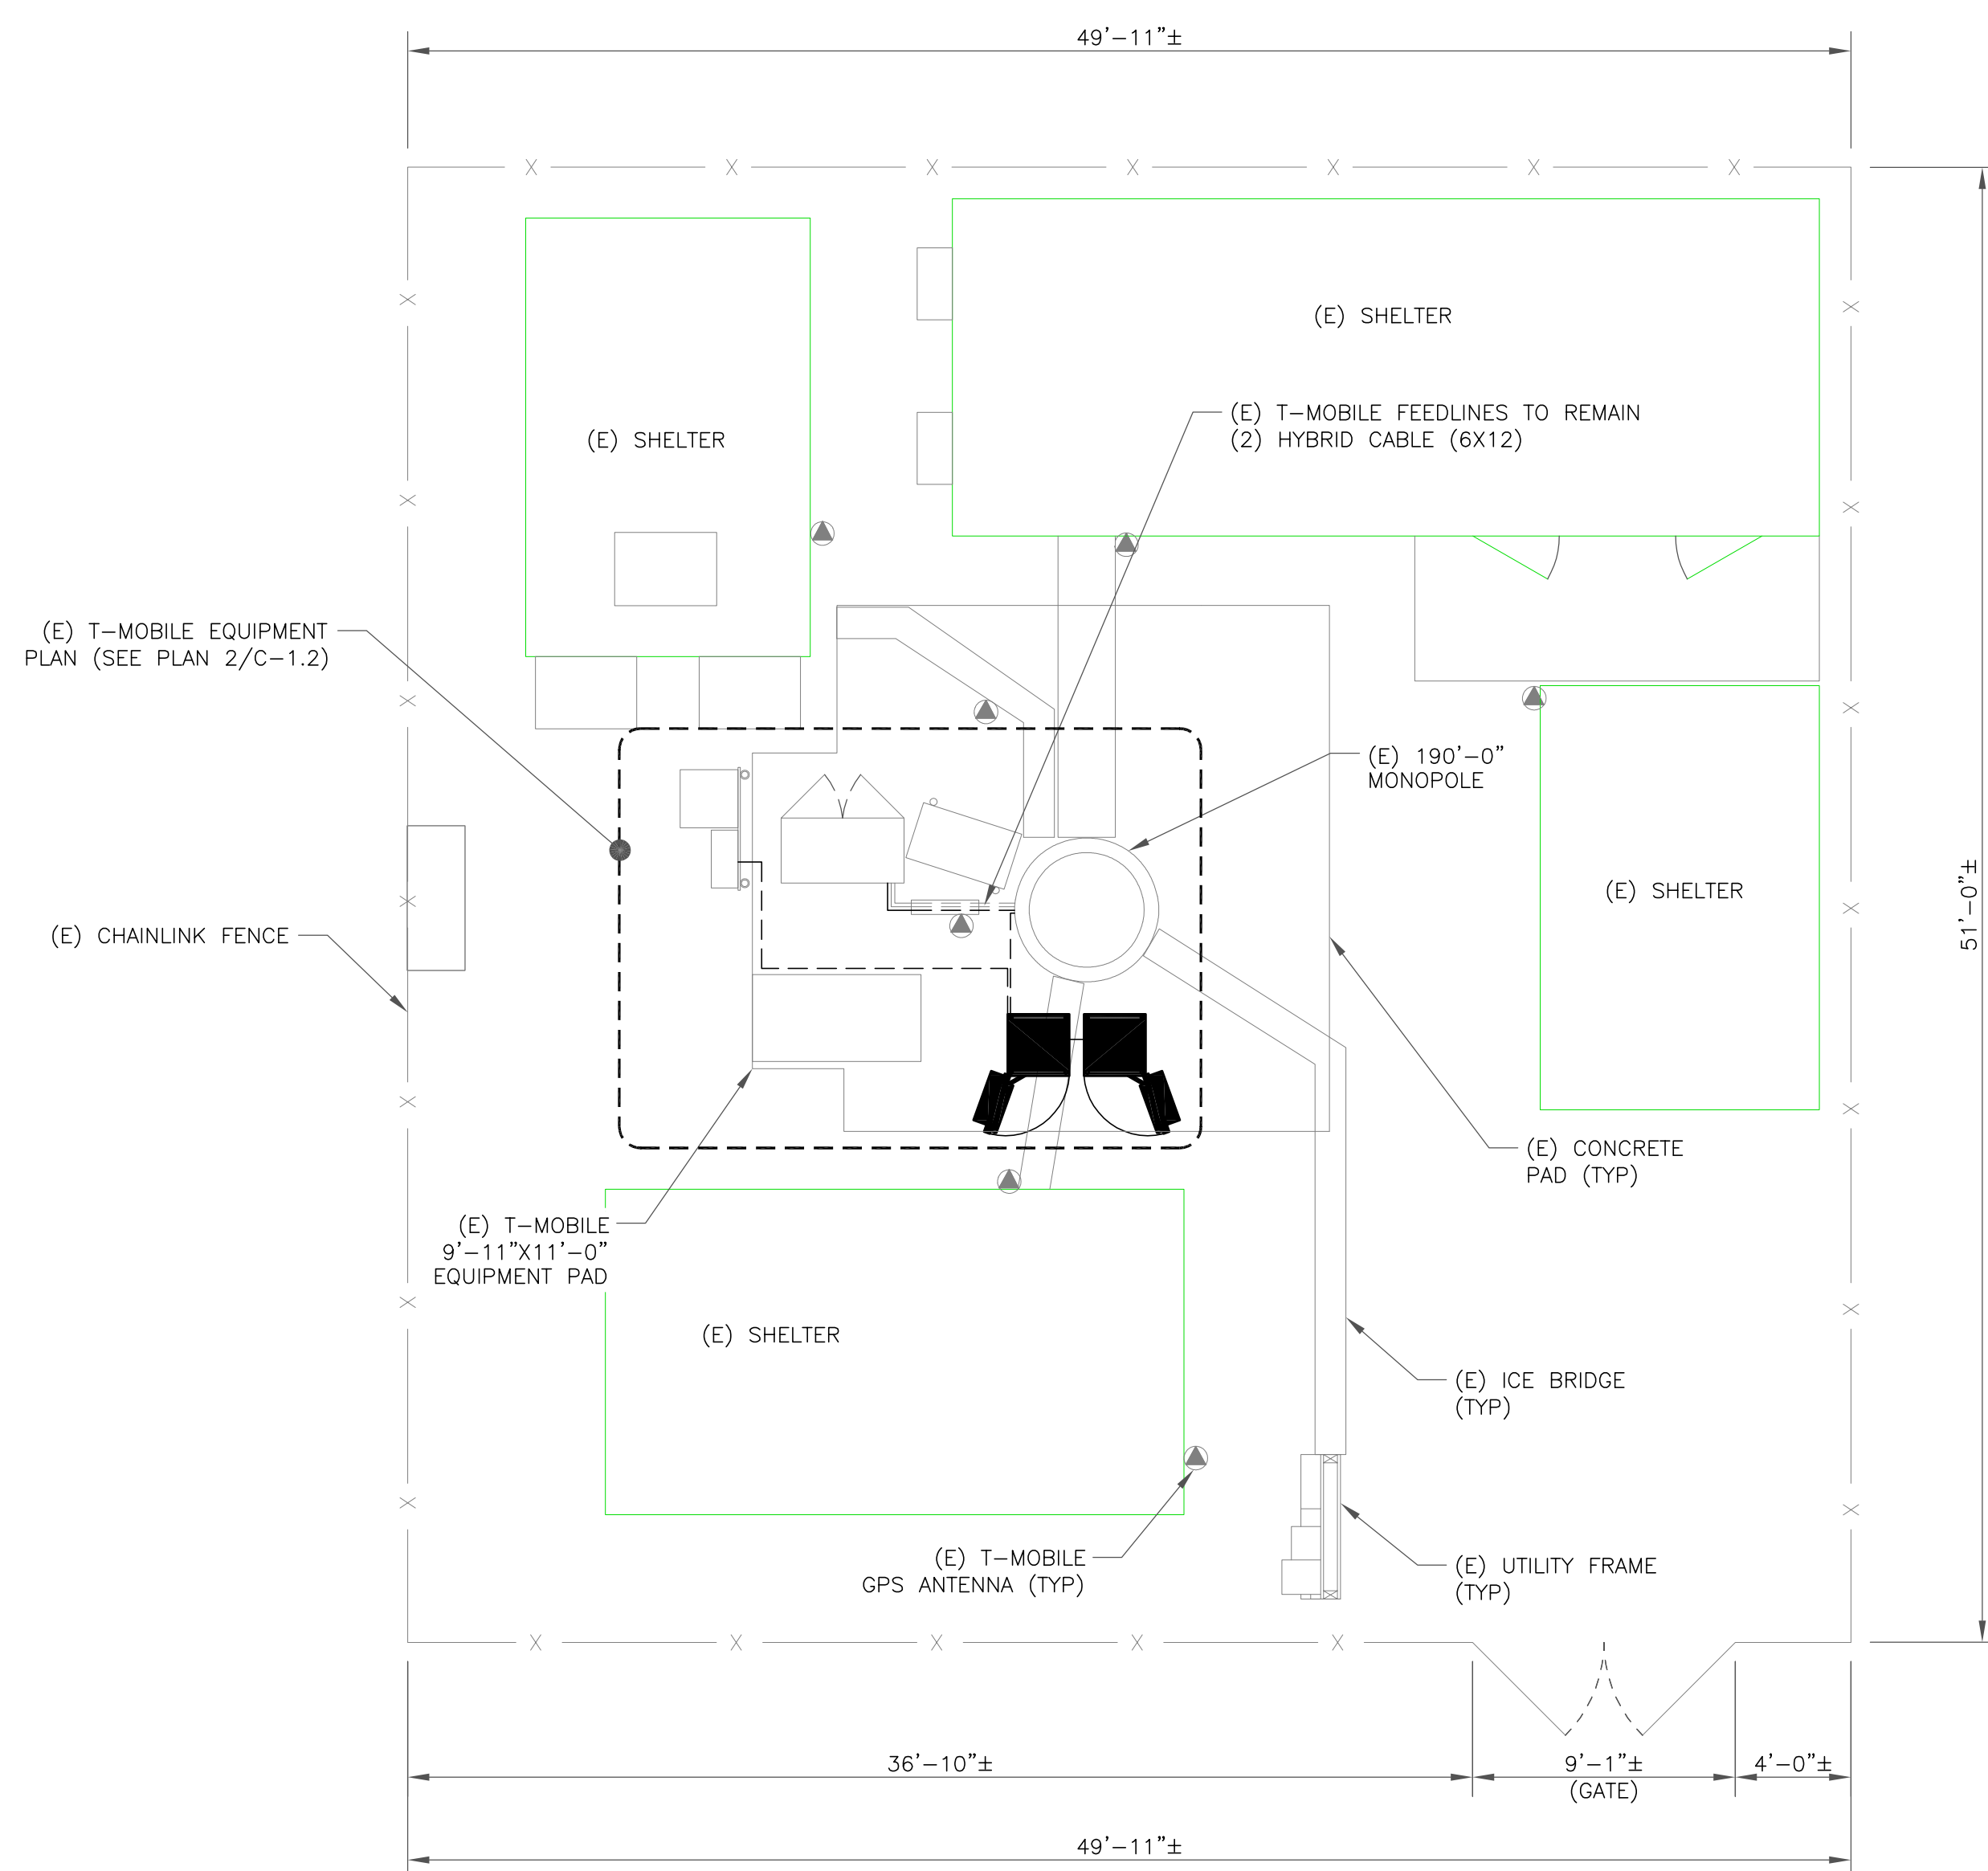 49'-11"±
(E) SHELTER
(E) T-MOBILE FEEDLINES TO REMAIN
(2) HYBRID CABLE (6X12)
(E) SHELTER
(E) T-MOBILE EQUIPMENT
PLAN (SEE PLAN 2/C-1.2)
(E) 190'-0"
MONOPOLE
(E) SHELTER
51'-0"±
(E) CHAINLINK FENCE
(E) CONCRETE
PAD (TYP)
(E) T-MOBILE
9'-11"X11'-0"
EQUIPMENT PAD
(E) SHELTER
(E) ICE BRIDGE
(TYP)
(E) T-MOBILE
GPS ANTENNA (TYP)
(E) UTILITY FRAME
(TYP)
36'-10"±
9'-1"±
(GATE)
4'-0"±
49'-11"±